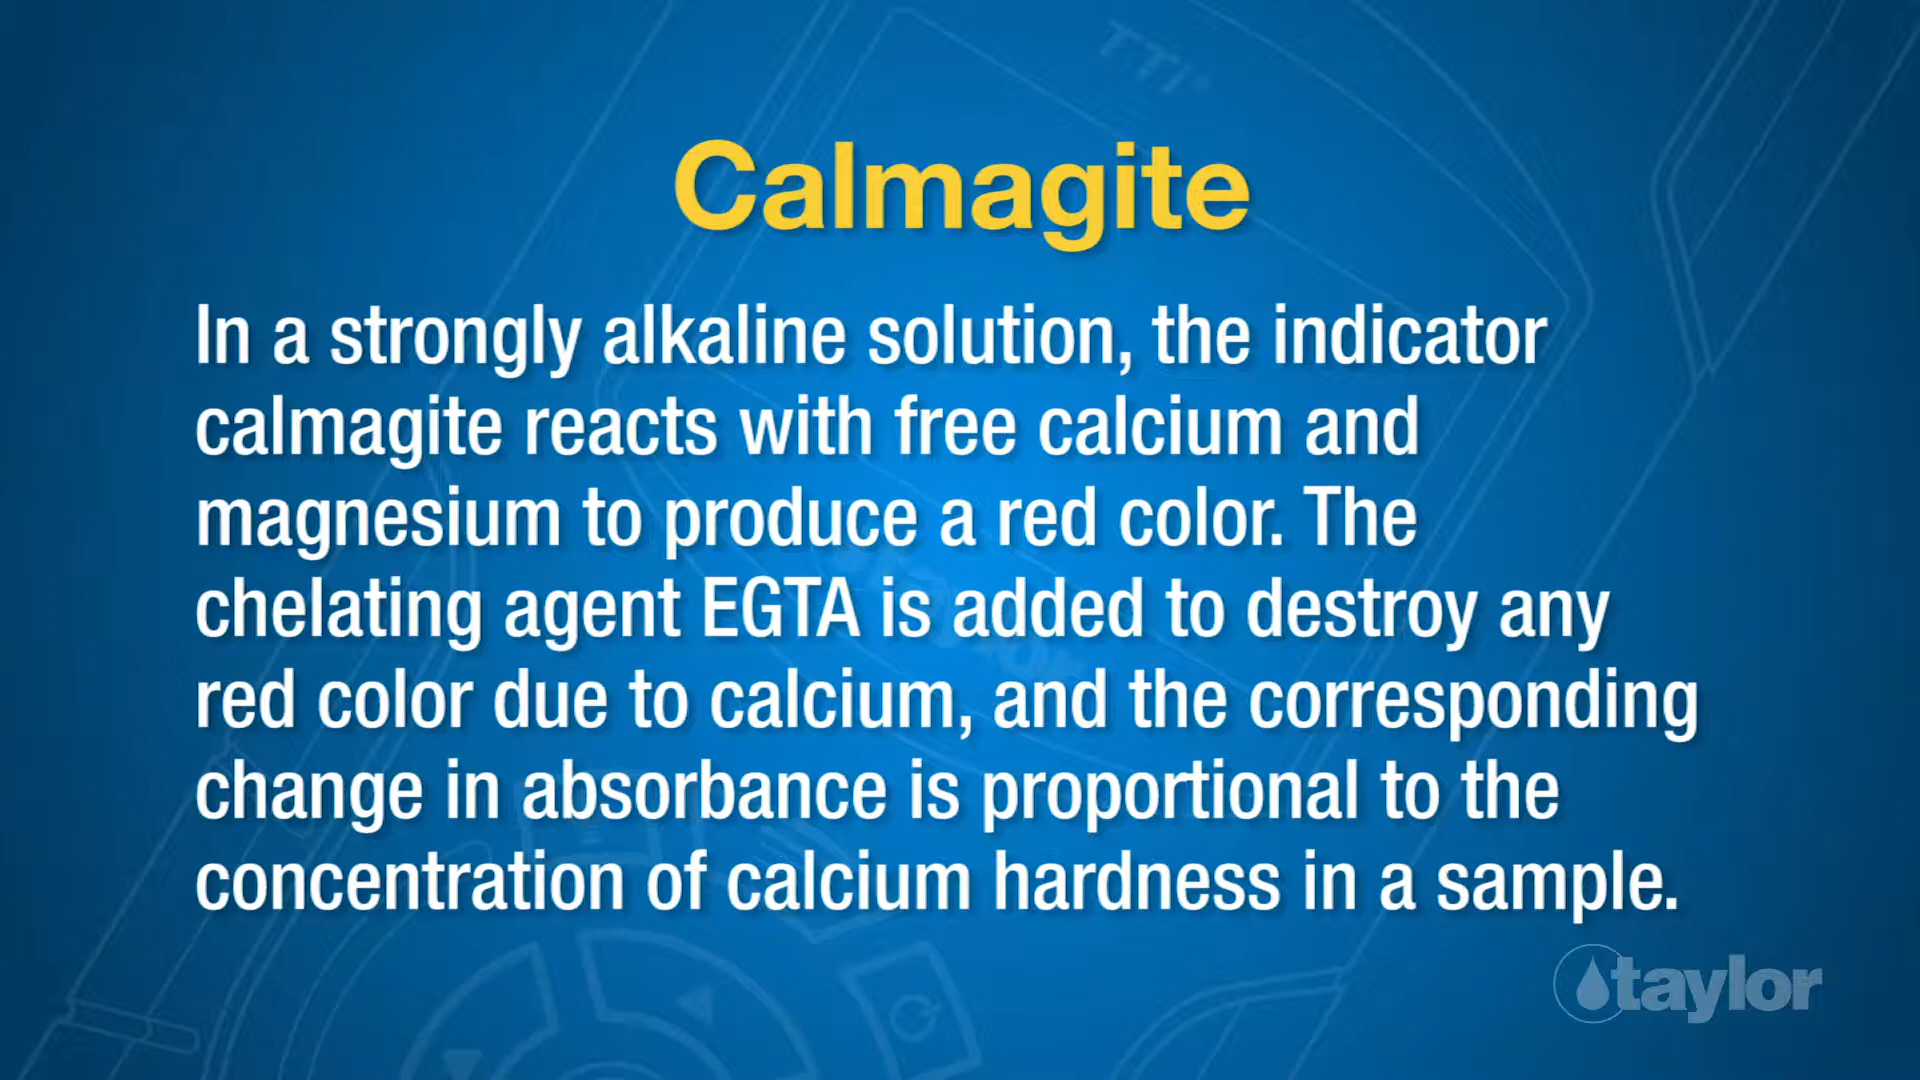 TTi®
Calmagite
In a strongly alkaline solution, the indicator
calmagite reacts with free calcium and
magnesium to produce a red color. The
chelating agent EGTA is added to destroy any
red color due to calcium, and the corresponding
change in absorbance is proportional to the
concentration of calcium hardness in a sample.
taylor